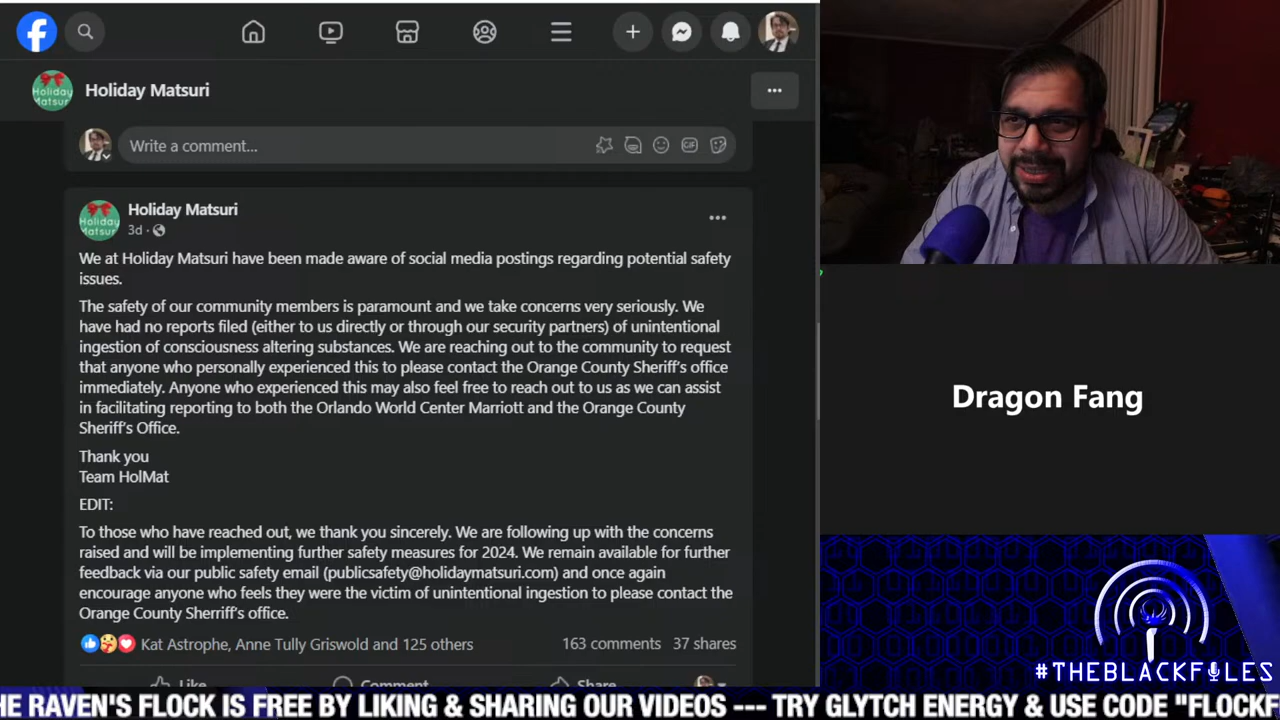 Holiday Matsuri
Holiday
Matsur
Write a comment...
GIF
Holiday Matsuri
Holiday
Matsur
3d ·
We at Holiday Matsuri have been made aware of social media postings regarding potential safety
issues.
The safety of our community members is paramount and we take concerns very seriously. We
have had no reports filed (either to us directly or through our security partners) of unintentional
ingestion of consciousness altering substances. We are reaching out to the community to request
that anyone who personally experienced this to please contact the Orange County Sheriff's office
immediately. Anyone who experienced this may also feel free to reach out to us as we can assist
in facilitating reporting to both the Orlando World Center Marriott and the Orange County
Sheriff's Office.
Thank you
Team HolMat
EDIT:
To those who have reached out, we thank you sincerely. We are following up with the concerns
raised and will be implementing further safety measures for 2024. We remain available for further
feedback via our public safety email (publicsafety@holidaymatsuri.com) and once again
encourage anyone who feels they were the victim of unintentional ingestion to please contact the
Orange County Sherriff's office.
Kat Astrophe, Anne Tully Griswold and 125 others
163 comments 37 shares
Like Comment Share
Dragon Fang
#THEBLACKFILES
HE RAVEN'S FLOCK IS FREE BY LIKING & SHARING OUR VIDEOS --- TRY GLYTCH ENERGY & USE CODE "FLOCKF